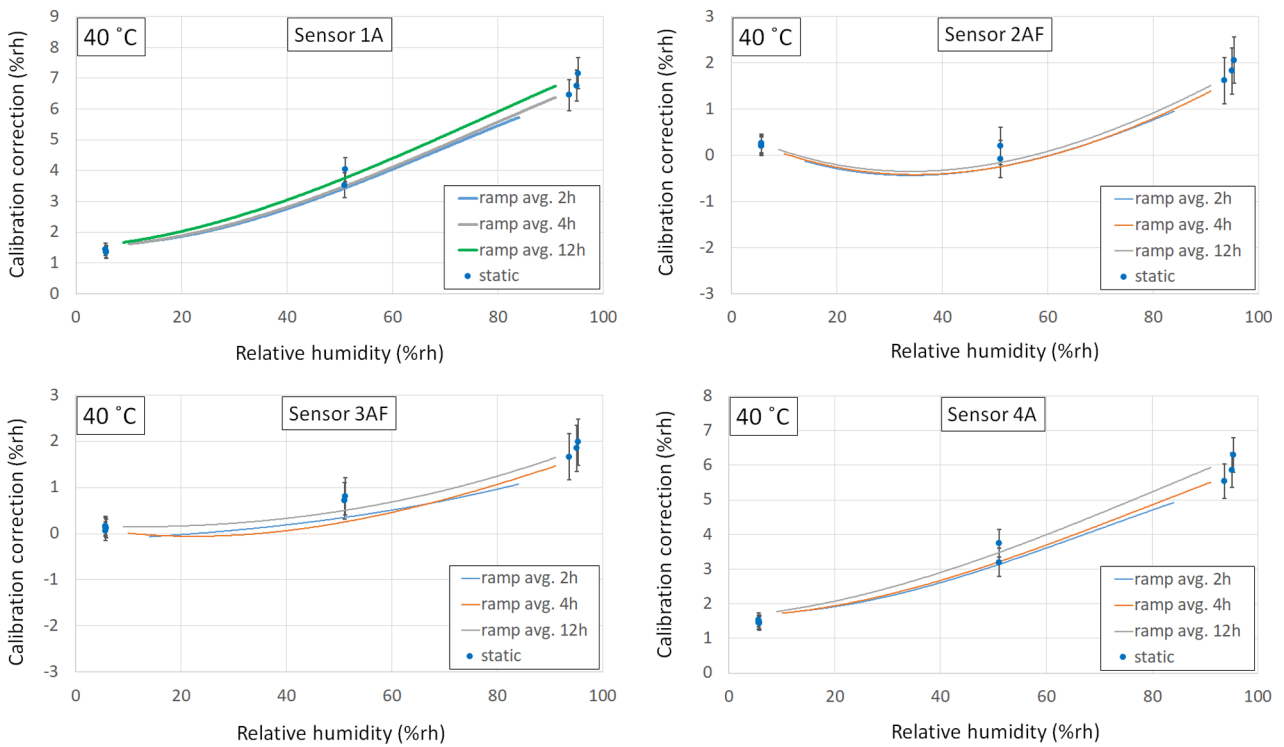 40 ˚C
Sensor 1A
Calibration correction (%rh)
9
8
7
6
5
4
3
2
1
0
ramp avg. 2h
ramp avg. 4h
ramp avg. 12h
static
0 20 40 60 80 100
Relative humidity (%rh)
40 ˚C
Sensor 2AF
Calibration correction (%rh)
3
2
1
0
-1
-2
-3
ramp avg. 2h
ramp avg. 4h
ramp avg. 12h
static
0 20 40 60 80 100
Relative humidity (%rh)
40 ˚C
Sensor 3AF
Calibration correction (%rh)
3
2
1
0
-1
-2
-3
ramp avg. 2h
ramp avg. 4h
ramp avg. 12h
static
0 20 40 60 80 100
Relative humidity (%rh)
40 ˚C
Sensor 4A
Calibration correction (%rh)
8
7
6
5
4
3
2
1
0
ramp avg. 2h
ramp avg. 4h
ramp avg. 12h
static
0 20 40 60 80 100
Relative humidity (%rh)